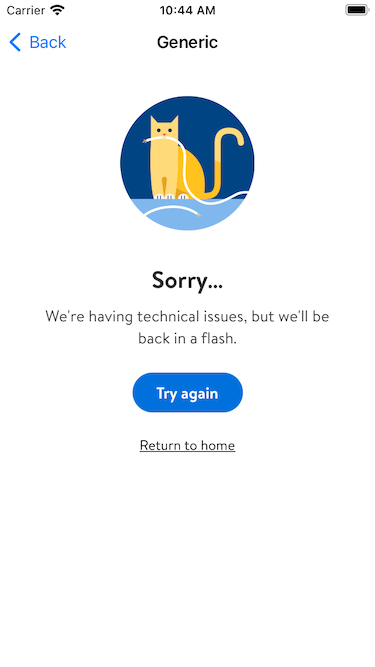 Carrier 10:44 AM
Back Generic
Sorry...
We're having technical issues, but we'll be
back in a flash.
Try again
Return to home